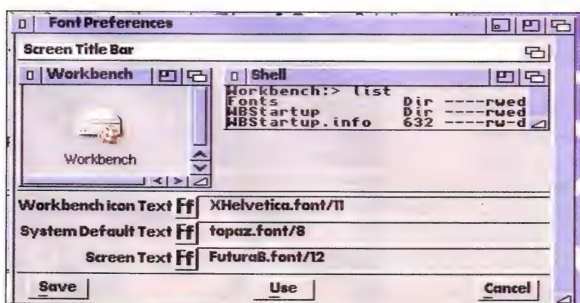 Font Preferences
Screen Title Bar
Workbench
Workbench
Shell
Workbench:> list
Fonts Dir ----rwed
WBStartup Dir ----rwed
WBStartup.info 632 ----rw-d
Workbench Icon Text Ff XHelvetica.font/11
System Default Text Ff topaz.font/8
Screen Text Ff FuturaB.font/12
Save Use Cancel